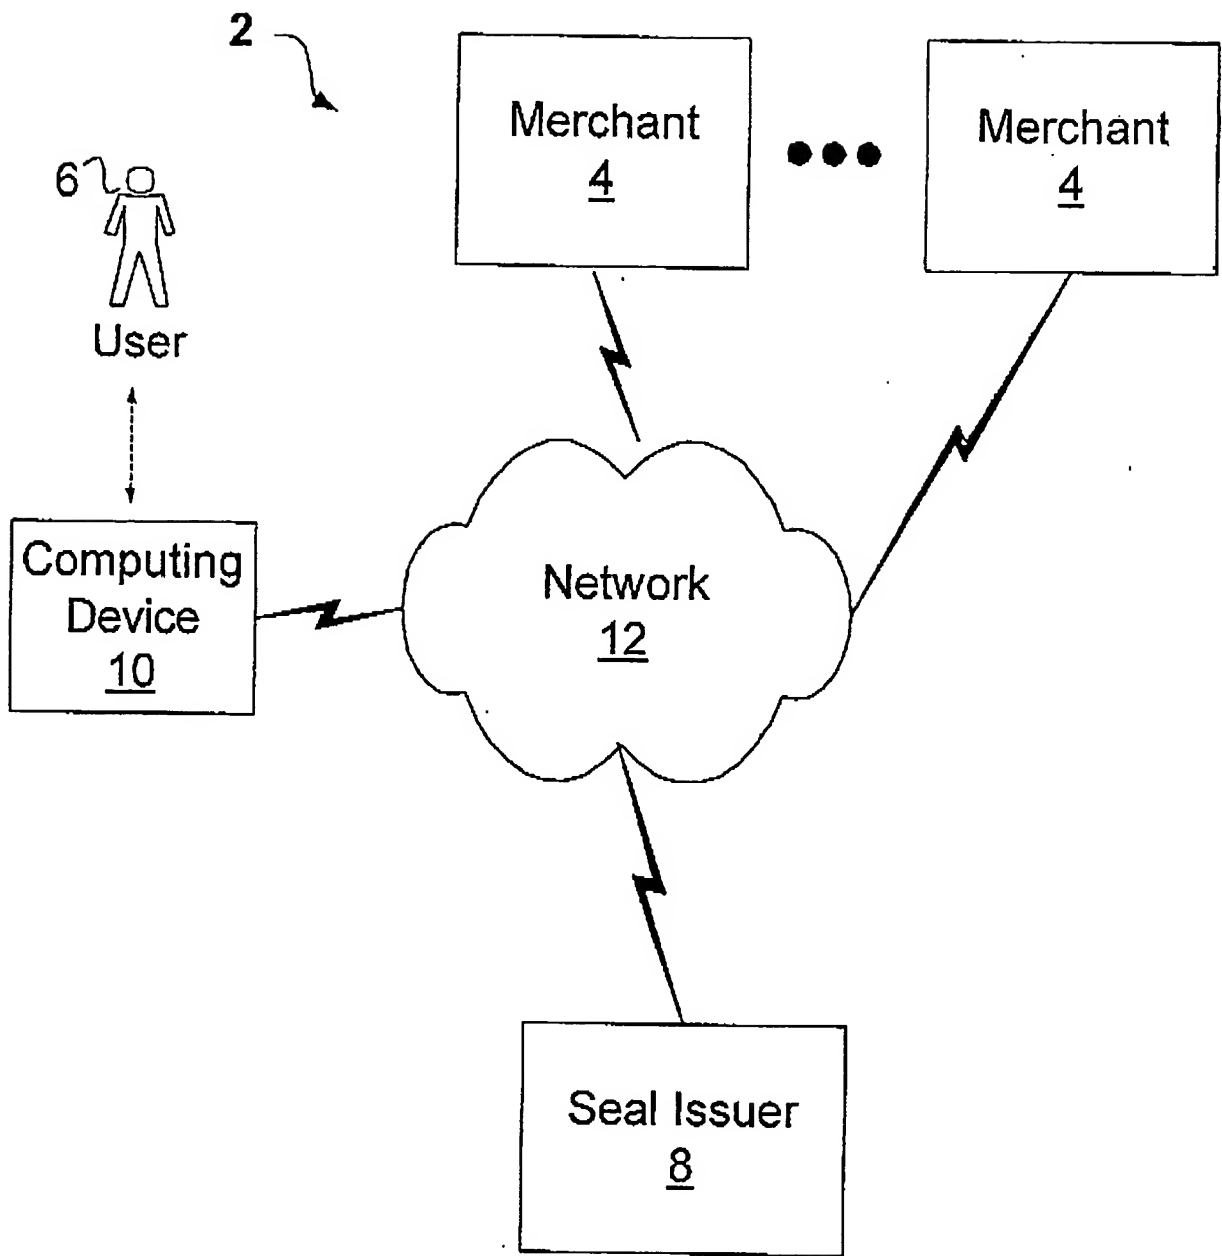 2
Merchant
4
Merchant
4
6
User
Computing
Device
10
Network
12
Seal Issuer
8